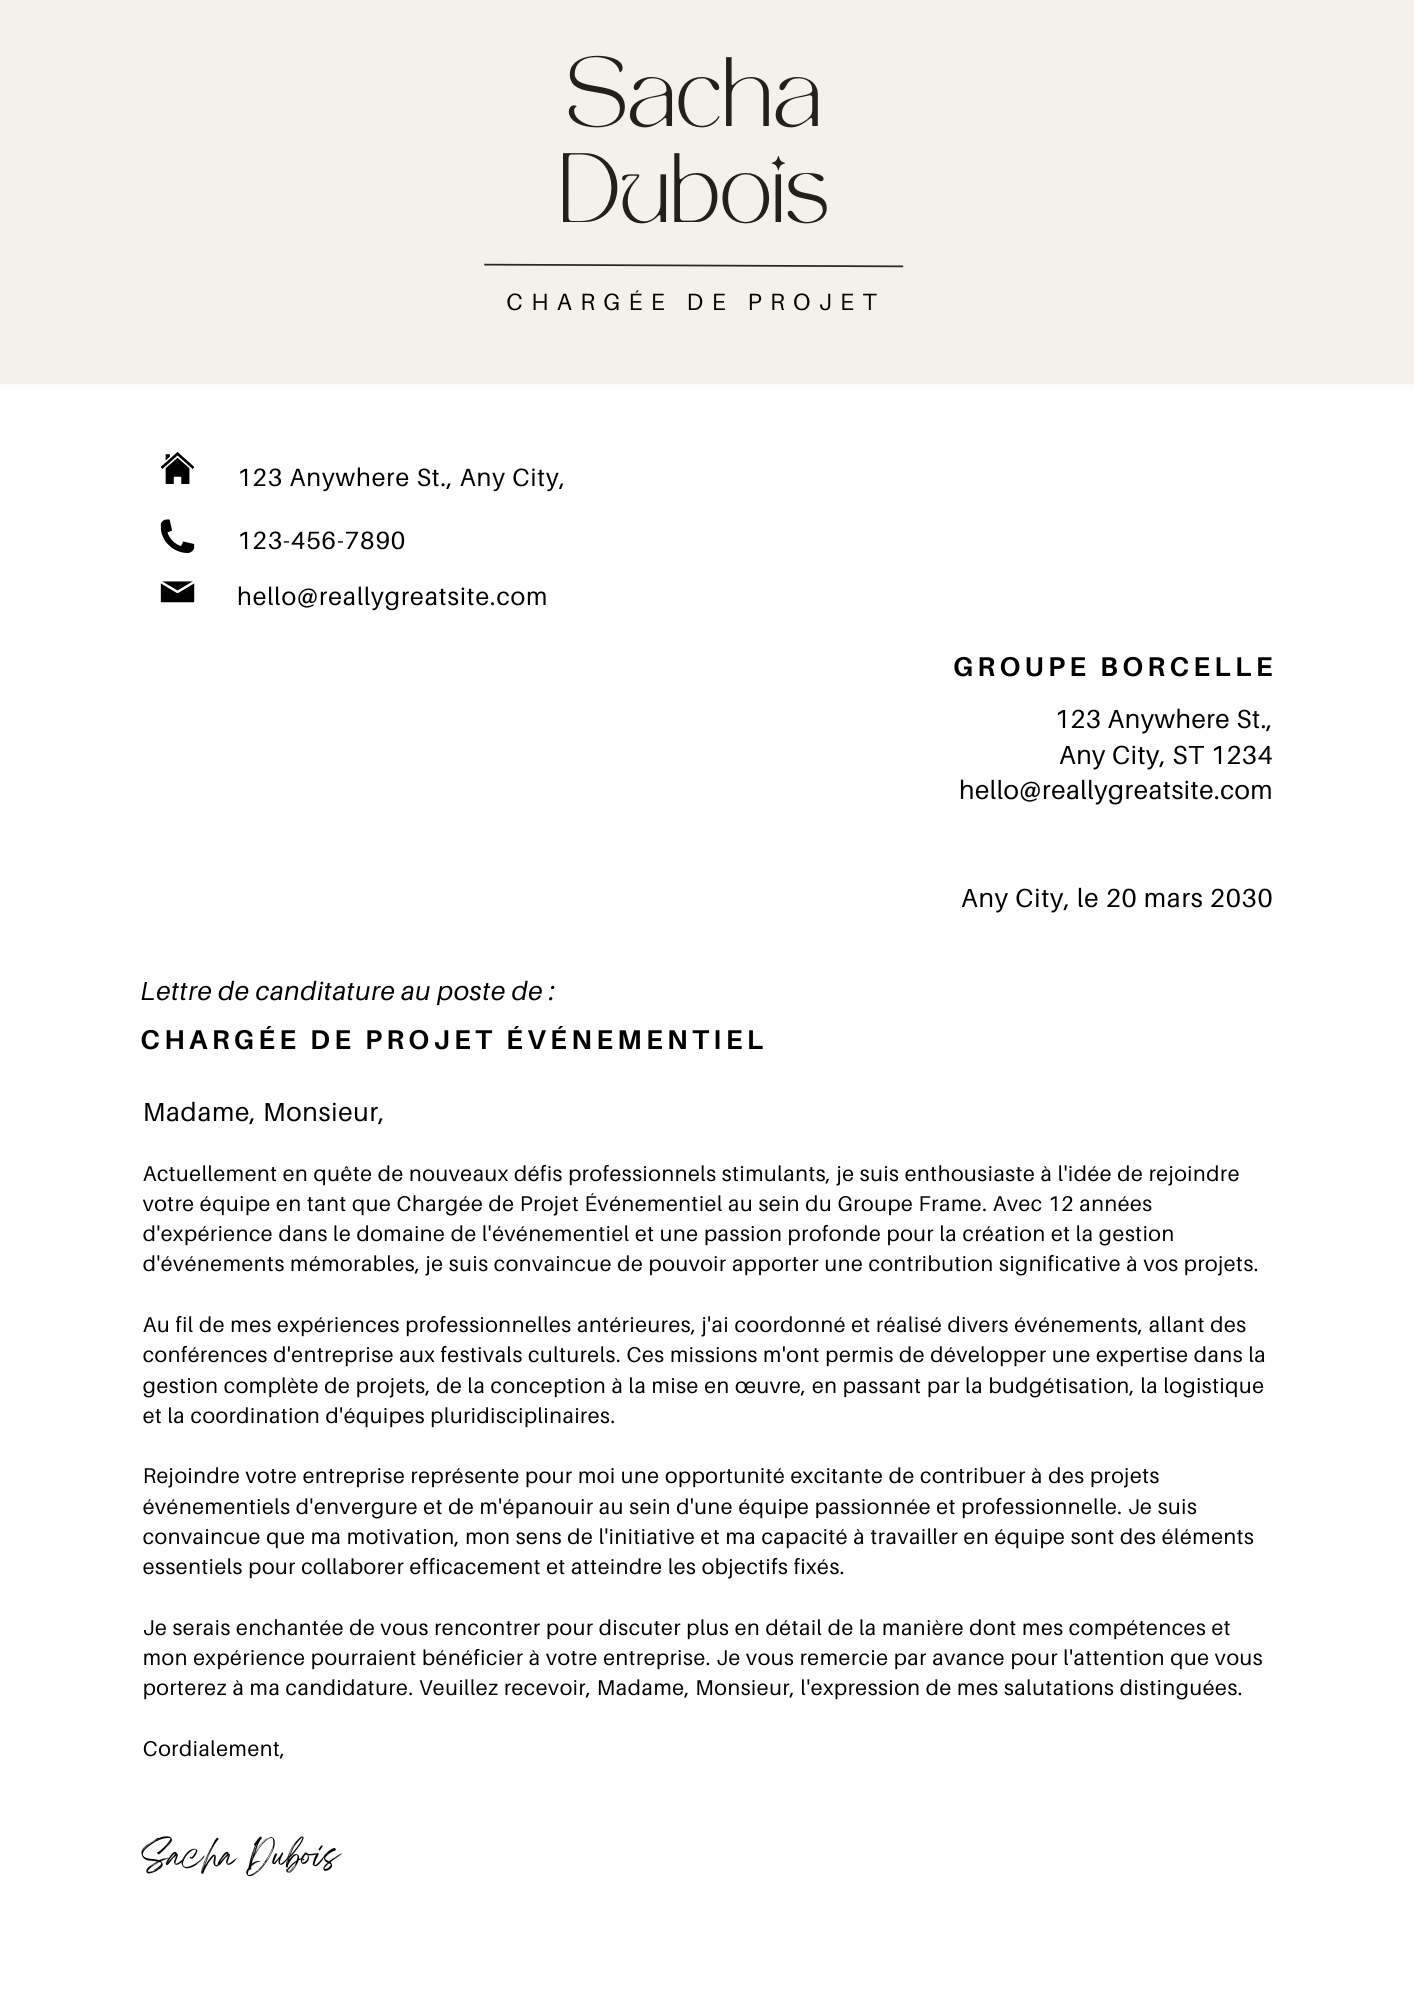 Sacha
Dubois
CHARGÉE DE PROJET
123 Anywhere St., Any City,
123-456-7890
hello@reallygreatsite.com
GROUPE BORCELLE
123 Anywhere St.,
Any City, ST 1234
hello@reallygreatsite.com
Any City, le 20 mars 2030
Lettre de canditature au poste de :
CHARGÉE DE PROJET ÉVÉNEMENTIEL
Madame, Monsieur,
Actuellement en quête de nouveaux défis professionnels stimulants, je suis enthousiaste à l'idée de rejoindre
votre équipe en tant que Chargée de Projet Événementiel au sein du Groupe Frame. Avec 12 années
d'expérience dans le domaine de l'événementiel et une passion profonde pour la création et la gestion
d'événements mémorables, je suis convaincue de pouvoir apporter une contribution significative à vos projets.
Au fil de mes expériences professionnelles antérieures, j'ai coordonné et réalisé divers événements, allant des
conférences d'entreprise aux festivals culturels. Ces missions m'ont permis de développer une expertise dans la
gestion complète de projets, de la conception à la mise en œuvre, en passant par la budgétisation, la logistique
et la coordination d'équipes pluridisciplinaires.
Rejoindre votre entreprise représente pour moi une opportunité excitante de contribuer à des projets
événementiels d'envergure et de m'épanouir au sein d'une équipe passionnée et professionnelle. Je suis
convaincue que ma motivation, mon sens de l'initiative et ma capacité à travailler en équipe sont des éléments
essentiels pour collaborer efficacement et atteindre les objectifs fixés.
Je serais enchantée de vous rencontrer pour discuter plus en détail de la manière dont mes compétences et
mon expérience pourraient bénéficier à votre entreprise. Je vous remercie par avance pour l'attention que vous
porterez à ma candidature. Veuillez recevoir, Madame, Monsieur, l'expression de mes salutations distinguées.
Cordialement,
Sacha Dubois